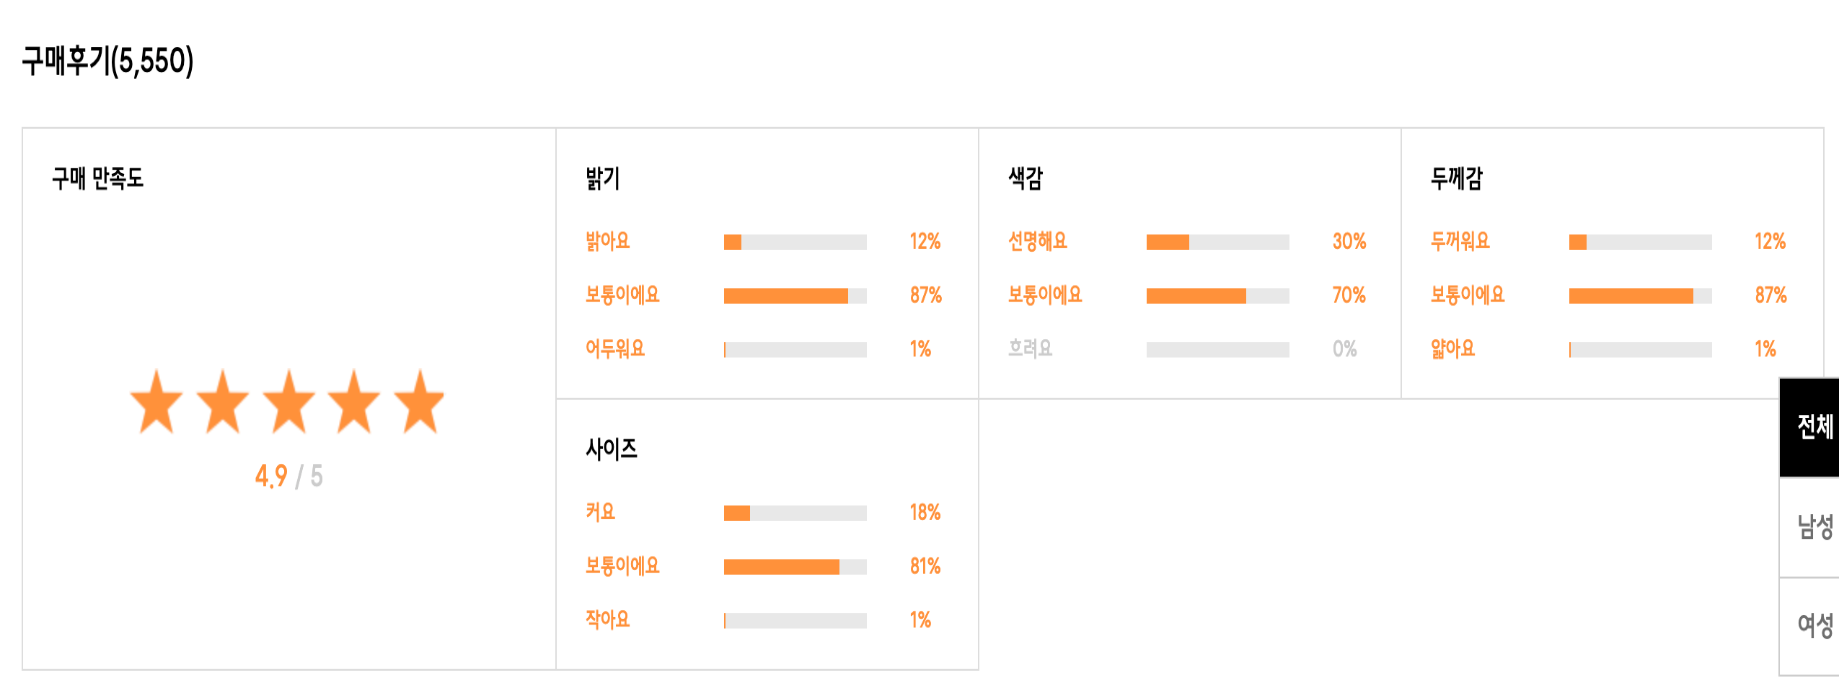 구매후기(5,550)
구매 만족도
4.9 / 5
밝기
밝아요 12%
보통이에요 87%
어두워요 1%
색감
선명해요 30%
보통이에요 70%
흐려요 0%
두께감
두꺼워요 12%
보통이에요 87%
얇아요 1%
사이즈
커요 18%
보통이에요 81%
작아요 1%
전체
남성
여성